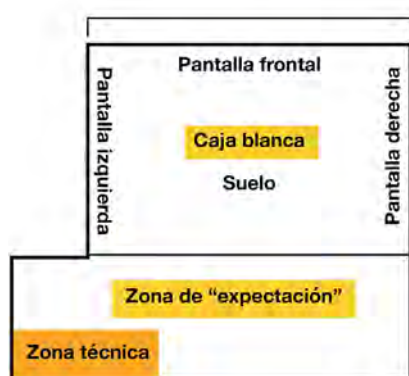 Pantalla frontal
Pantalla izquierda
Pantalla derecha
Caja blanca
Suelo
Zona de “expectación”
Zona técnica